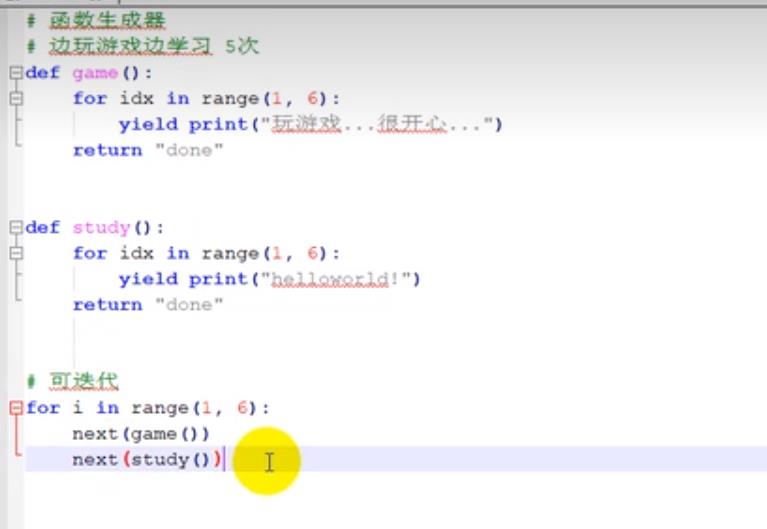 # 函数生成器
# 边玩游戏边学习 5次
def game():
    for idx in range(1, 6):
        yield print("玩游戏...很开心...")
    return "done"
def study():
    for idx in range(1, 6):
        yield print("helloworld!")
    return "done"
# 可迭代
for i in range(1, 6):
    next(game())
    next(study())